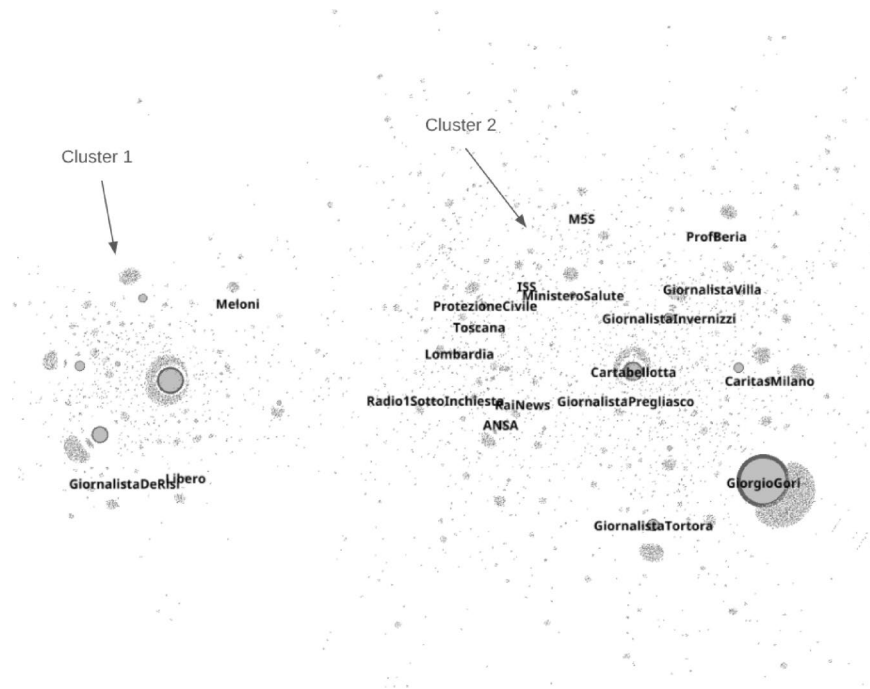 Cluster 2
Cluster 1
M5S
ProfBeria
ISS
MinisteroSalute
GiornalistaVilla
Meloni
ProtezioneCivile
GiornalistaInvernizzi
Toscana
Lombardia
Cartabellotta
CaritasMilano
Radio1SottoInchiesta
RaiNews
GiornalistaPregliasco
ANSA
GiornalistaDeRisi
Libero
GiorgioGori
GiornalistaTortora